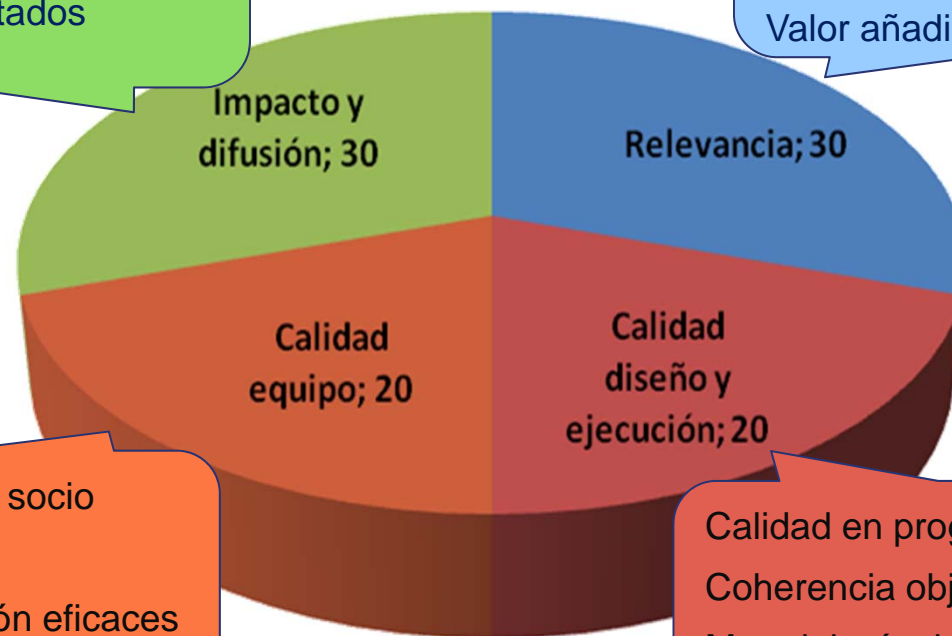 tados
Valor añadi
Impacto y
difusión; 30
Relevancia; 30
Calidad
equipo; 20
Calidad
diseño y
ejecución; 20
socio
ón eficaces
Calidad en prog
Coherencia obj